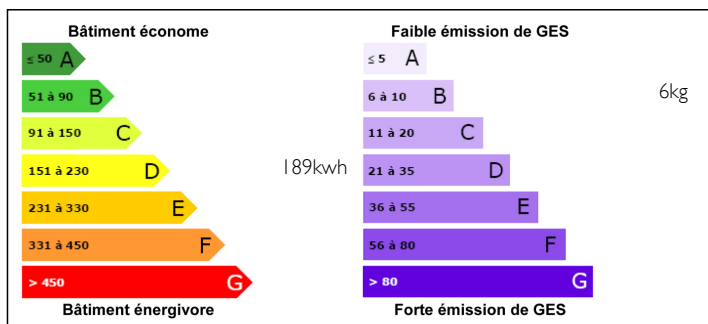 Bâtiment économe
≤ 50 A
51 à 90 B
91 à 150 C
151 à 230 D
189kwh
231 à 330 E
331 à 450 F
> 450 G
Bâtiment énergivore
Faible émission de GES
≤ 5 A
6 à 10 B
6kg
11 à 20 C
21 à 35 D
36 à 55 E
56 à 80 F
> 80 G
Forte émission de GES